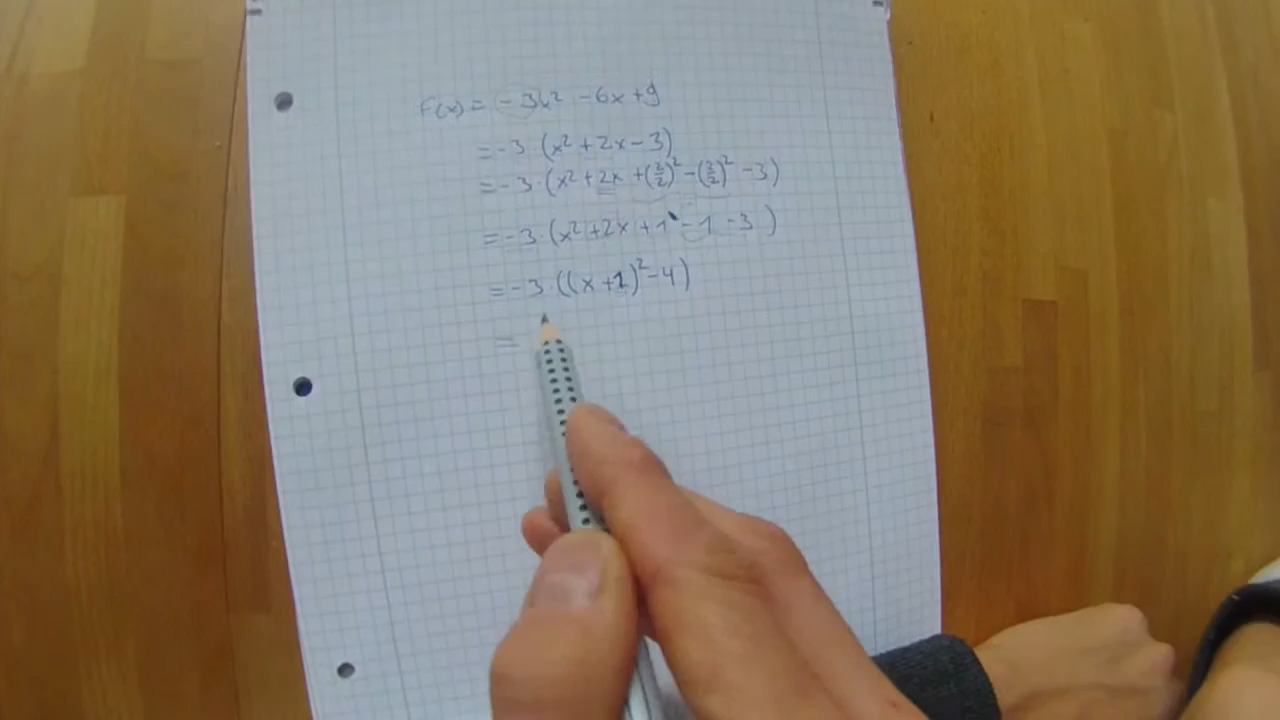 F(x) = -3x² - 6x + 9
= -3 · (x² + 2x - 3)
= -3 · (x² + 2x + (2/2)² - (2/2)² - 3)
= -3 · (x² + 2x + 1 - 1 - 3)
= -3 · ((x + 1)² - 4)
=